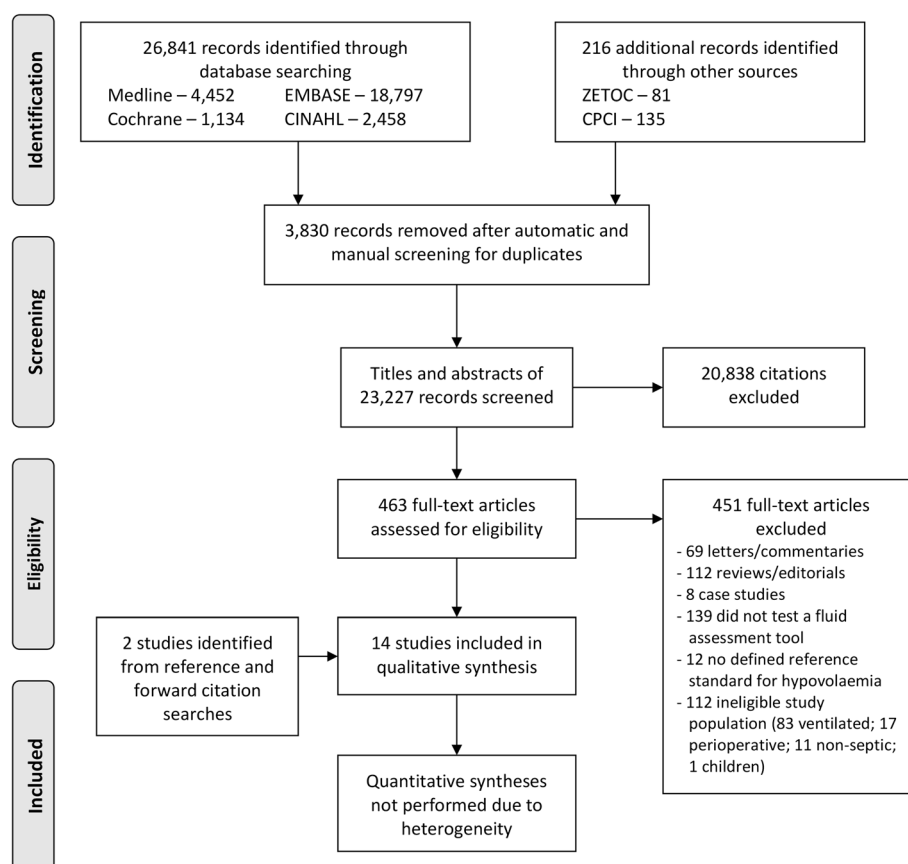 Identification
26,841 records identified through
database searching
Medline – 4,452 EMBASE – 18,797
Cochrane – 1,134 CINAHL – 2,458
216 additional records identified
through other sources
ZETOC – 81
CPCI – 135
3,830 records removed after automatic and
manual screening for duplicates
Screening
Titles and abstracts of
23,227 records screened
20,838 citations
excluded
Eligibility
463 full-text articles
assessed for eligibility
451 full-text articles
excluded
- 69 letters/commentaries
- 112 reviews/editorials
- 8 case studies
- 139 did not test a fluid
assessment tool
- 12 no defined reference
standard for hypovolaemia
- 112 ineligible study
population (83 ventilated; 17
perioperative; 11 non-septic;
1 children)
2 studies identified
from reference and
forward citation
searches
14 studies included in
qualitative synthesis
Included
Quantitative syntheses
not performed due to
heterogeneity